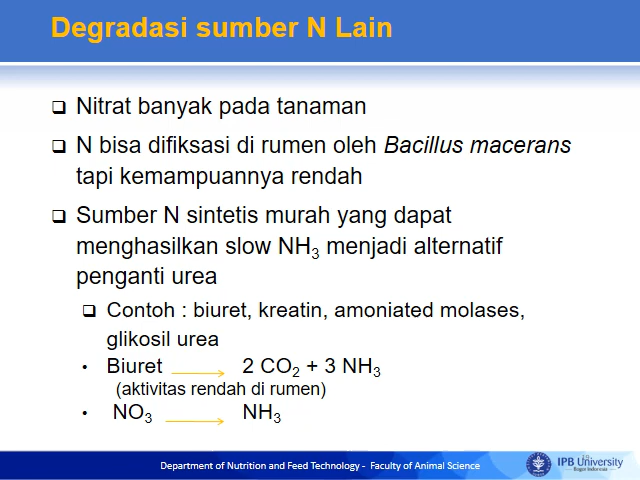 Degradasi sumber N Lain
❑ Nitrat banyak pada tanaman
❑ N bisa difiksasi di rumen oleh Bacillus macerans
tapi kemampuannya rendah
❑ Sumber N sintetis murah yang dapat
menghasilkan slow NH₃ menjadi alternatif
penganti urea
❑ Contoh : biuret, kreatin, amoniated molases,
glikosil urea
• Biuret → 2 CO₂ + 3 NH₃
(aktivitas rendah di rumen)
• NO₃ → NH₃
Department of Nutrition and Feed Technology - Faculty of Animal Science
IPB University
Bogor Indonesia